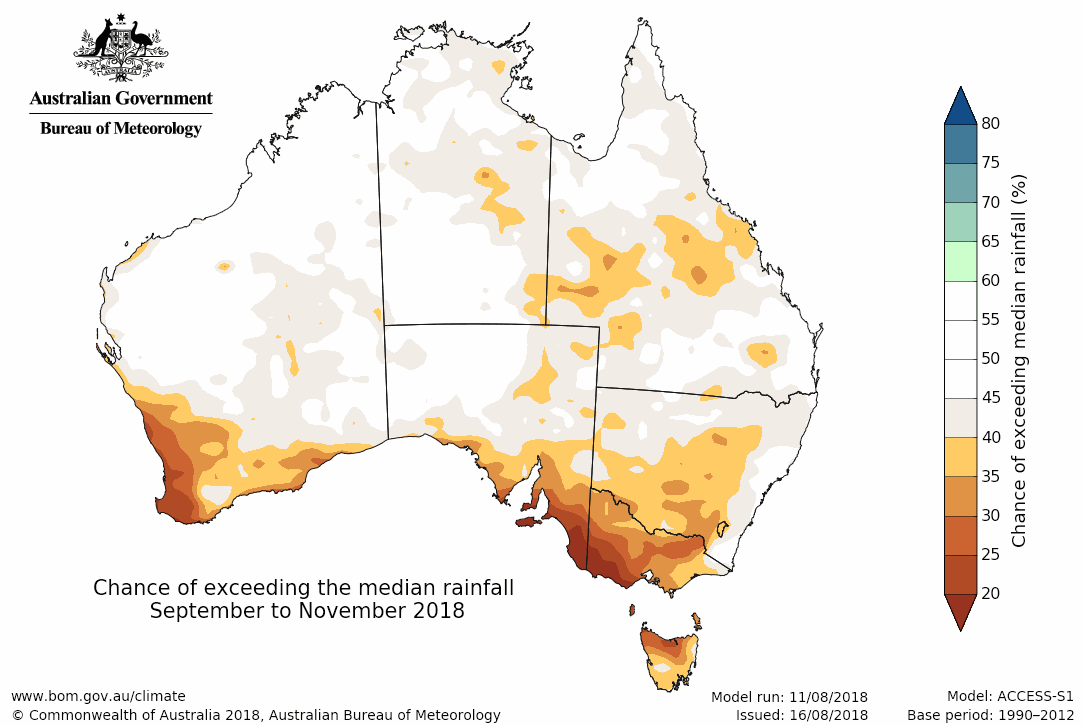 Australian Government
Bureau of Meteorology
80
75
70
65
60
55
50
45
40
35
30
25
20
Chance of exceeding median rainfall (%)
Chance of exceeding the median rainfall
September to November 2018
www.bom.gov.au/climate
© Commonwealth of Australia 2018, Australian Bureau of Meteorology
Model run: 11/08/2018
Issued: 16/08/2018
Model: ACCESS-S1
Base period: 1990–2012